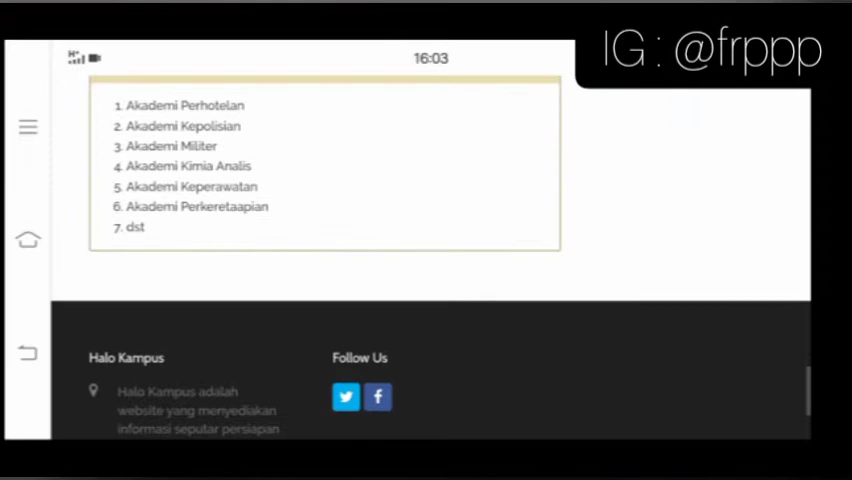 IG : @frppp
16:03
1. Akademi Perhotelan
2. Akademi Kepolisian
3. Akademi Militer
4. Akademi Kimia Analis
5. Akademi Keperawatan
6. Akademi Perkeretaapian
7. dst
Halo Kampus
Halo Kampus adalah
website yang menyediakan
informasi seputar persiapan
Follow Us